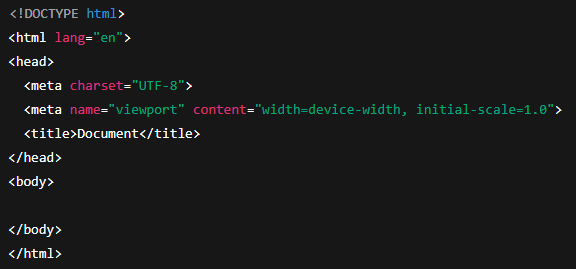 <!DOCTYPE html>
<html lang="en">
<head>
  <meta charset="UTF-8">
  <meta name="viewport" content="width=device-width, initial-scale=1.0">
  <title>Document</title>
</head>
<body>

</body>
</html>